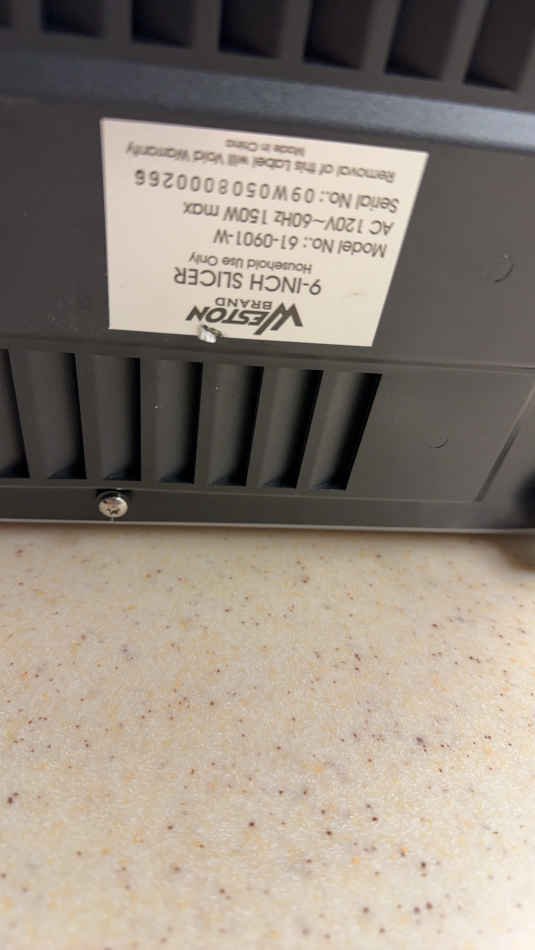 WESTON
BRAND
9-INCH SLICER
Household Use Only
Model No.: 61-0901-W
AC 120V~60Hz 150W max
Serial No.: 09W0508000266
Removal of this Label will Void Warranty
Made in China